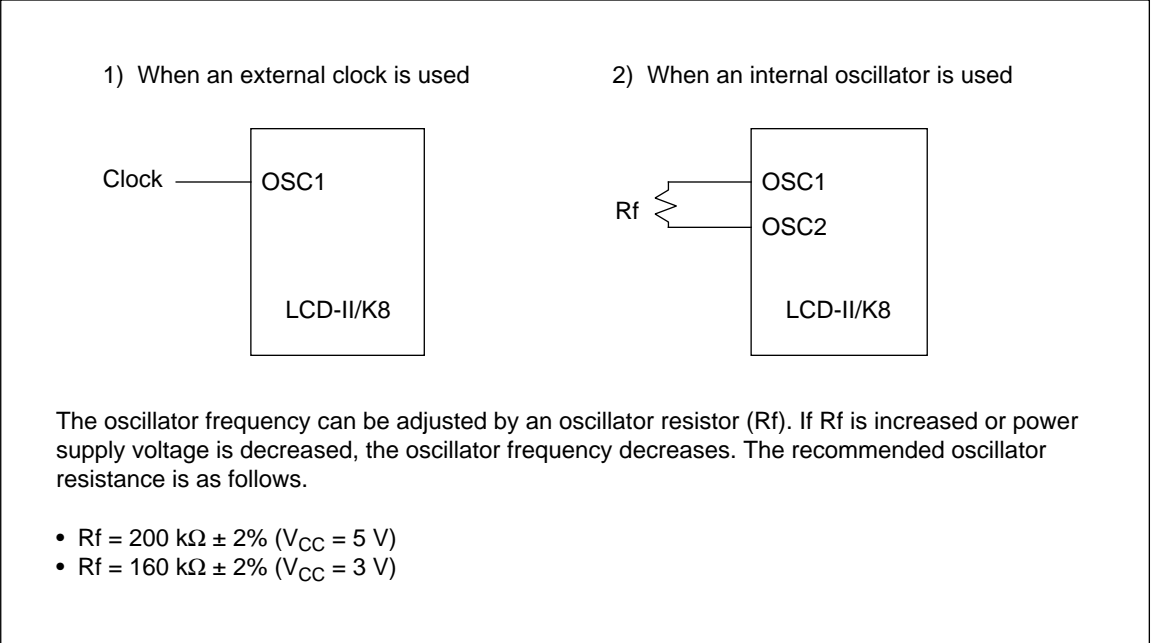 1) When an external clock is used
2) When an internal oscillator is used
Clock
OSC1
LCD-II/K8
Rf
OSC1
OSC2
LCD-II/K8
The oscillator frequency can be adjusted by an oscillator resistor (Rf). If Rf is increased or power
supply voltage is decreased, the oscillator frequency decreases. The recommended oscillator
resistance is as follows.
• Rf = 200 kΩ ± 2% (VCC = 5 V)
• Rf = 160 kΩ ± 2% (VCC = 3 V)